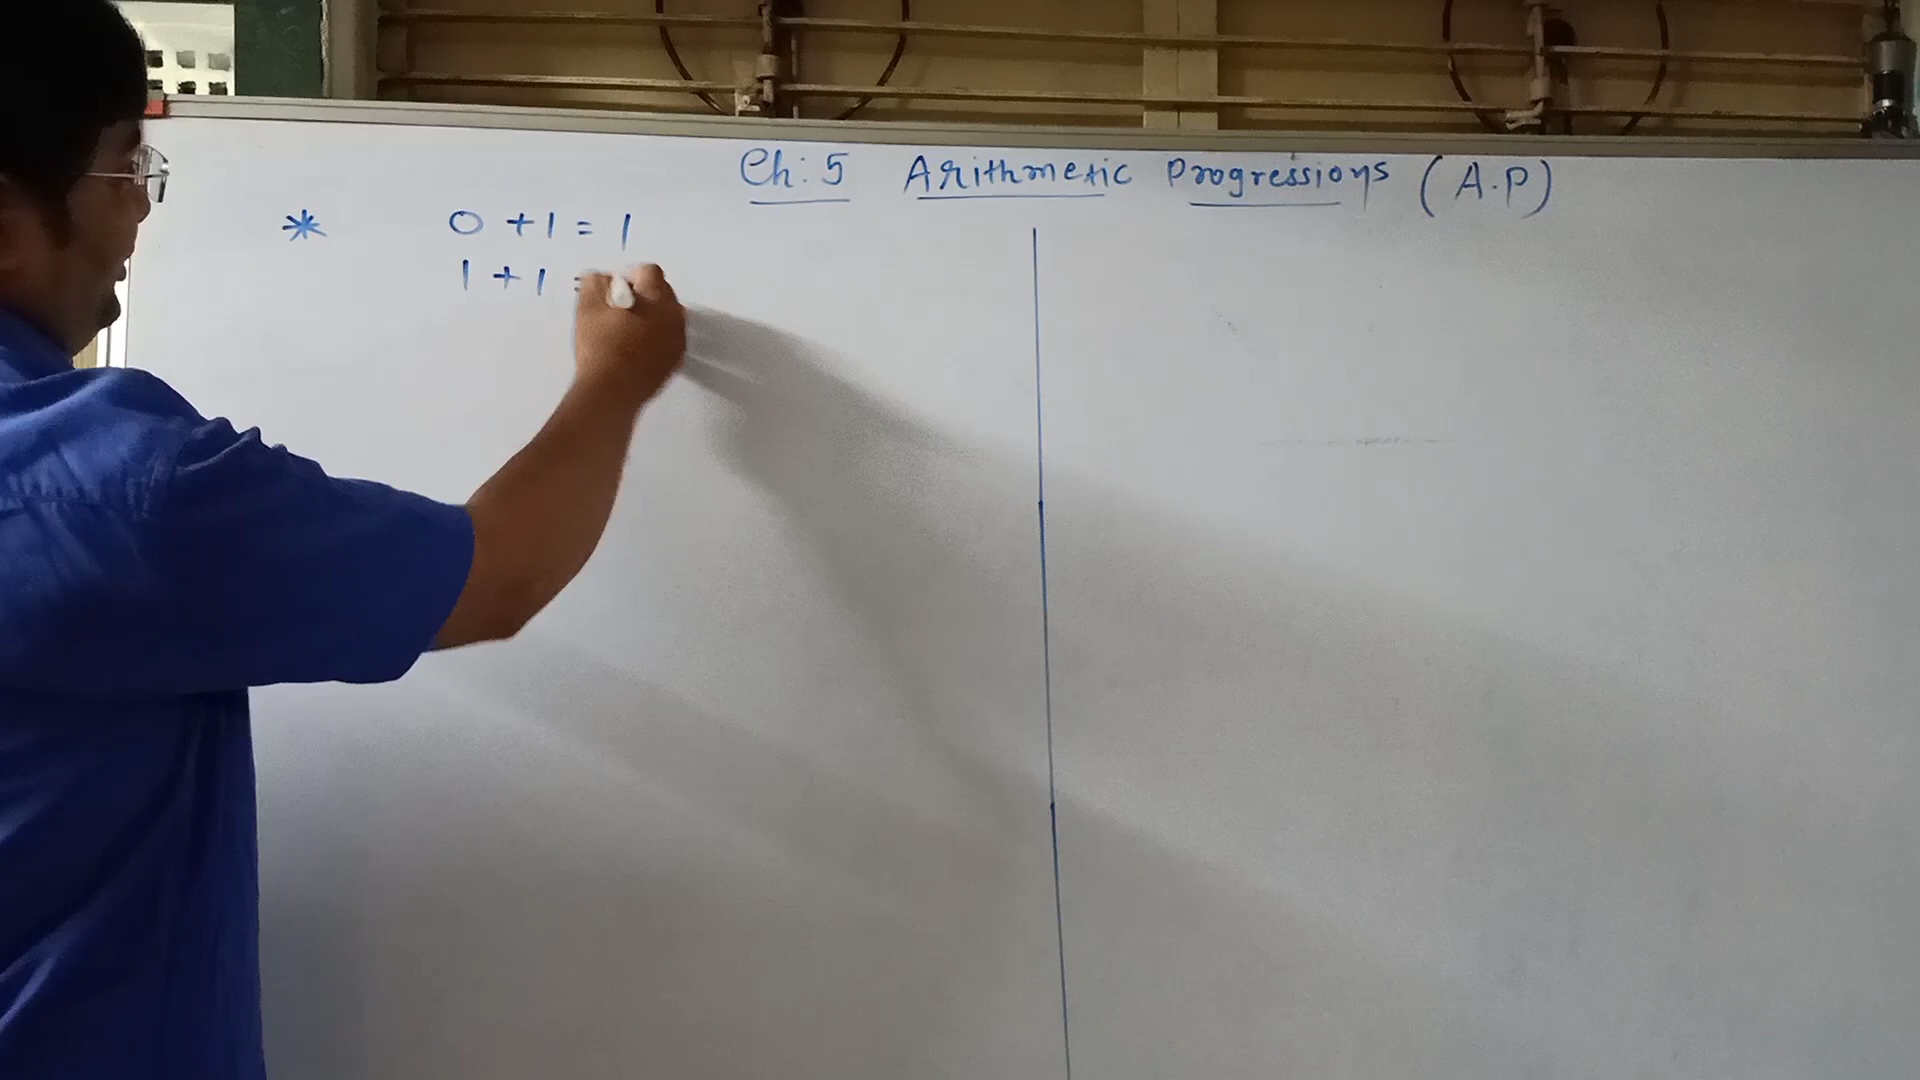 Ch: 5 Arithmetic Progressions (A.P)
* 0 + 1 = 1
1 + 1 =